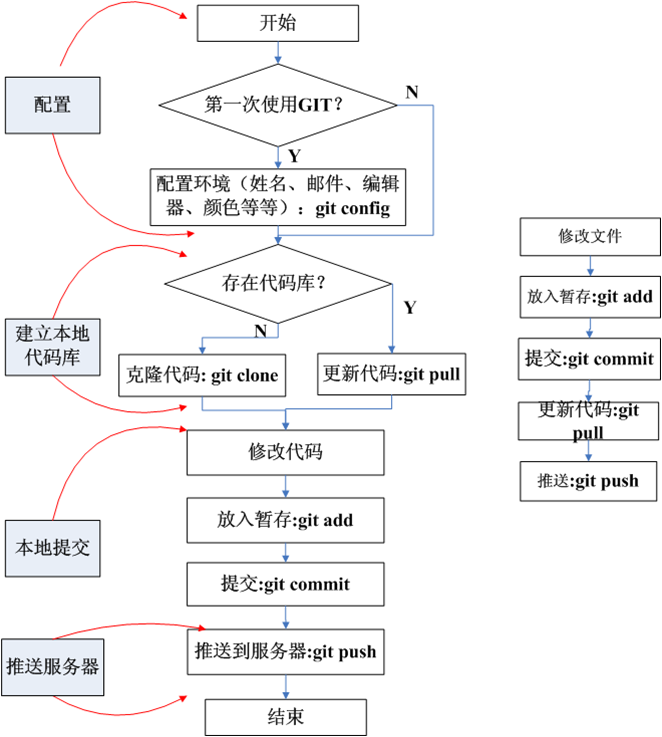 开始
配置
第一次使用GIT？
N
Y
配置环境（姓名、邮件、编辑
器、颜色等等）：git config
存在代码库？
N
Y
建立本地
代码库
克隆代码: git clone
更新代码:git pull
修改代码
放入暂存:git add
本地提交
提交:git commit
推送服务器
推送到服务器:git push
结束
修改文件
放入暂存:git add
提交:git commit
更新代码:git
pull
推送:git push